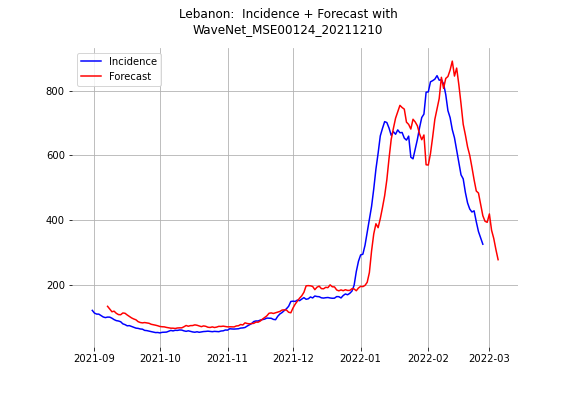 Lebanon:  Incidence + Forecast with
WaveNet_MSE00124_20211210
Incidence
Forecast
800
600
400
200
2021-09
2021-10
2021-11
2021-12
2022-01
2022-02
2022-03